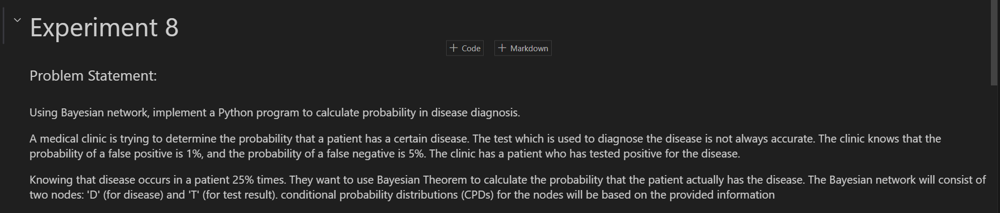 Experiment 8
+ Code + Markdown
Problem Statement:
Using Bayesian network, implement a Python program to calculate probability in disease diagnosis.
A medical clinic is trying to determine the probability that a patient has a certain disease. The test which is used to diagnose the disease is not always accurate. The clinic knows that the
probability of a false positive is 1%, and the probability of a false negative is 5%. The clinic has a patient who has tested positive for the disease.
Knowing that disease occurs in a patient 25% times. They want to use Bayesian Theorem to calculate the probability that the patient actually has the disease. The Bayesian network will consist of
two nodes: 'D' (for disease) and 'T' (for test result). conditional probability distributions (CPDs) for the nodes will be based on the provided information